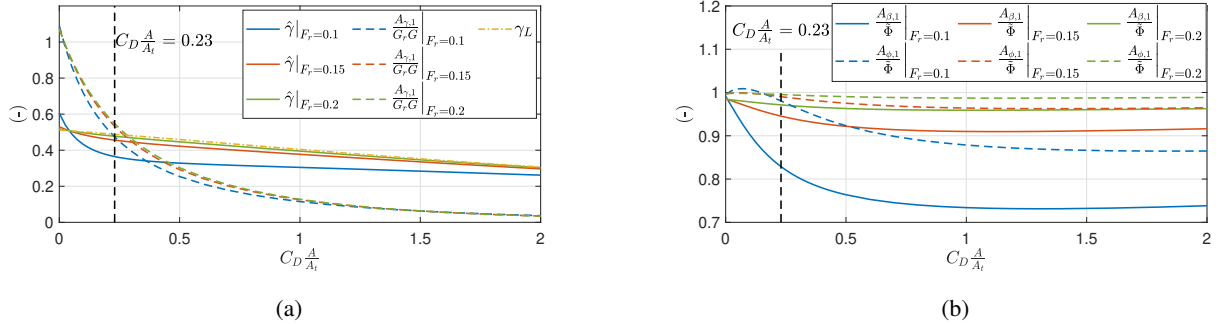 1
0.8
0.6
0.4
0.2
0
(-)
0 0.5 1 1.5 2
C_D A/A_t
C_D A/A_t = 0.23
γ̂|_{F_r=0.1} A_{γ,1}/(G_r G)|_{F_r=0.1} γ_L
γ̂|_{F_r=0.15} A_{γ,1}/(G_r G)|_{F_r=0.15}
γ̂|_{F_r=0.2} A_{γ,1}/(G_r G)|_{F_r=0.2}
(a)
1.2
1.1
1
0.9
0.8
0.7
(-)
0 0.5 1 1.5 2
C_D A/A_t
C_D A/A_t = 0.23
A_{β,1}/Φ̃|_{F_r=0.1} A_{β,1}/Φ̃|_{F_r=0.15} A_{β,1}/Φ̃|_{F_r=0.2}
A_{ϕ,1}/Φ̃|_{F_r=0.1} A_{ϕ,1}/Φ̃|_{F_r=0.15} A_{ϕ,1}/Φ̃|_{F_r=0.2}
(b)